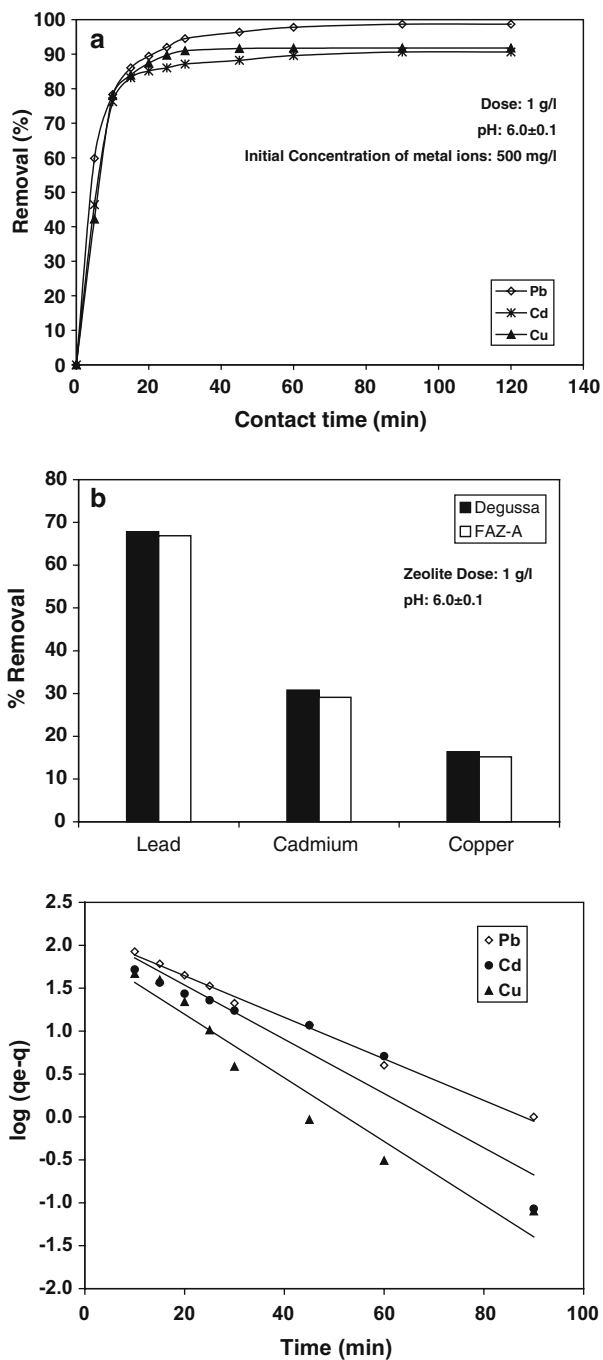 a
100
90
80
70
60
50
40
30
20
10
0
Removal (%)
Dose: 1 g/l
pH: 6.0±0.1
Initial Concentration of metal ions: 500 mg/l
Pb
Cd
Cu
0 20 40 60 80 100 120 140
Contact time (min)
b
80
70
60
50
40
30
20
10
0
% Removal
Degussa
FAZ-A
Zeolite Dose: 1 g/l
pH: 6.0±0.1
Lead Cadmium Copper
2.5
2.0
1.5
1.0
0.5
0.0
-0.5
-1.0
-1.5
-2.0
log (qe-q)
Pb
Cd
Cu
0 20 40 60 80 100
Time (min)